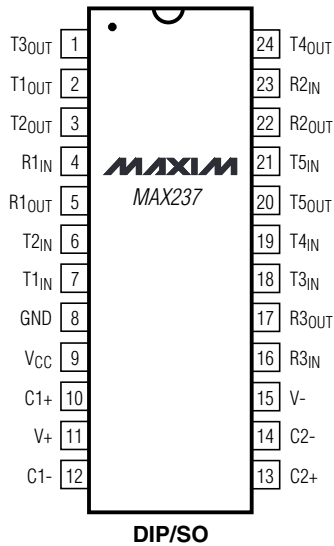 T3OUT 1 24 T4OUT
T1OUT 2 23 R2IN
T2OUT 3 22 R2OUT
R1IN 4 MAXIM 21 T5IN
R1OUT 5 MAX237 20 T5OUT
T2IN 6 19 T4IN
T1IN 7 18 T3IN
GND 8 17 R3OUT
VCC 9 16 R3IN
C1+ 10 15 V-
V+ 11 14 C2-
C1- 12 13 C2+
DIP/SO